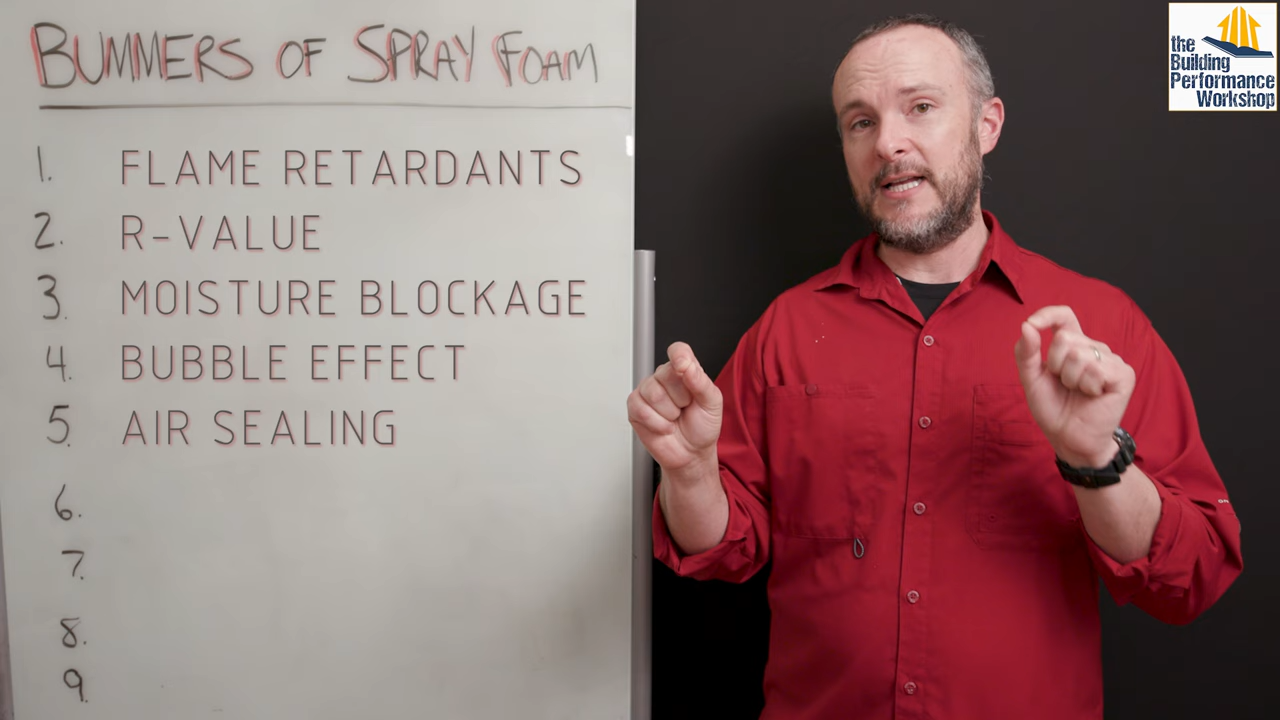 BUMMERS OF SPRAY FOAM
1. FLAME RETARDANTS
2. R-VALUE
3. MOISTURE BLOCKAGE
4. BUBBLE EFFECT
5. AIR SEALING
6.
7.
8.
9.
the
Building
Performance
Workshop